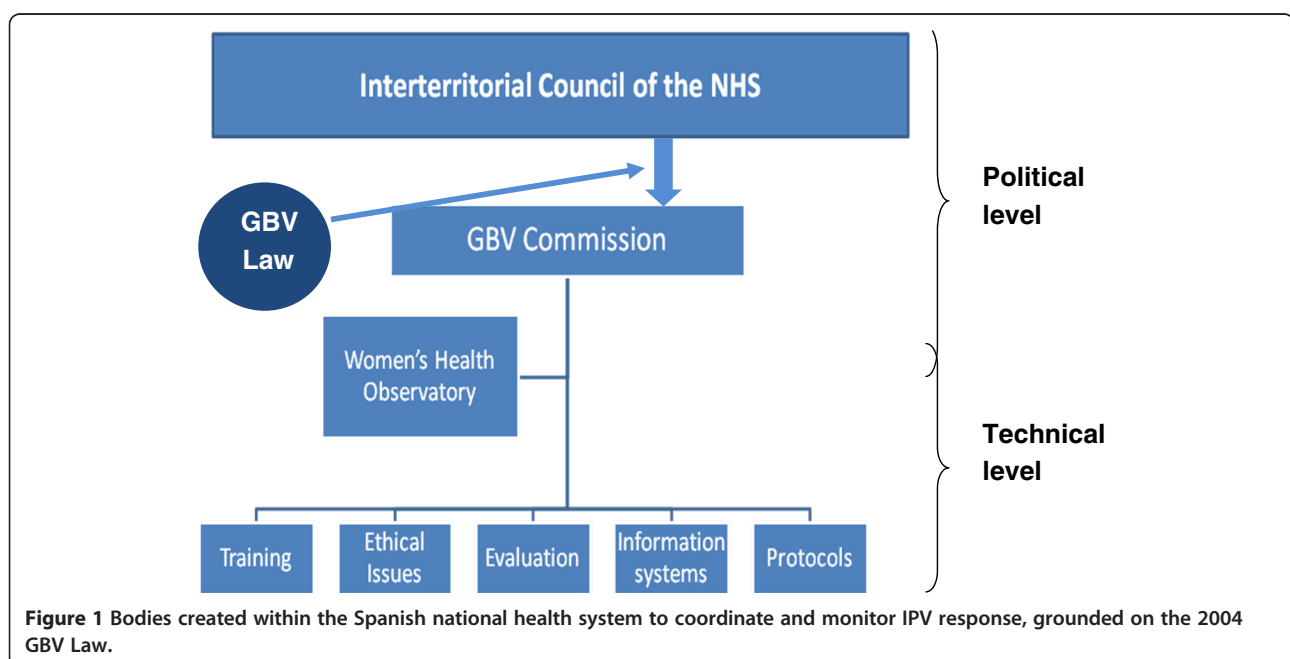 Interterritorial Council of the NHS
Political
level
GBV
Law
GBV Commission
Women's Health
Observatory
Technical
level
Training
Ethical
Issues
Evaluation
Information
systems
Protocols
Figure 1 Bodies created within the Spanish national health system to coordinate and monitor IPV response, grounded on the 2004
GBV Law.